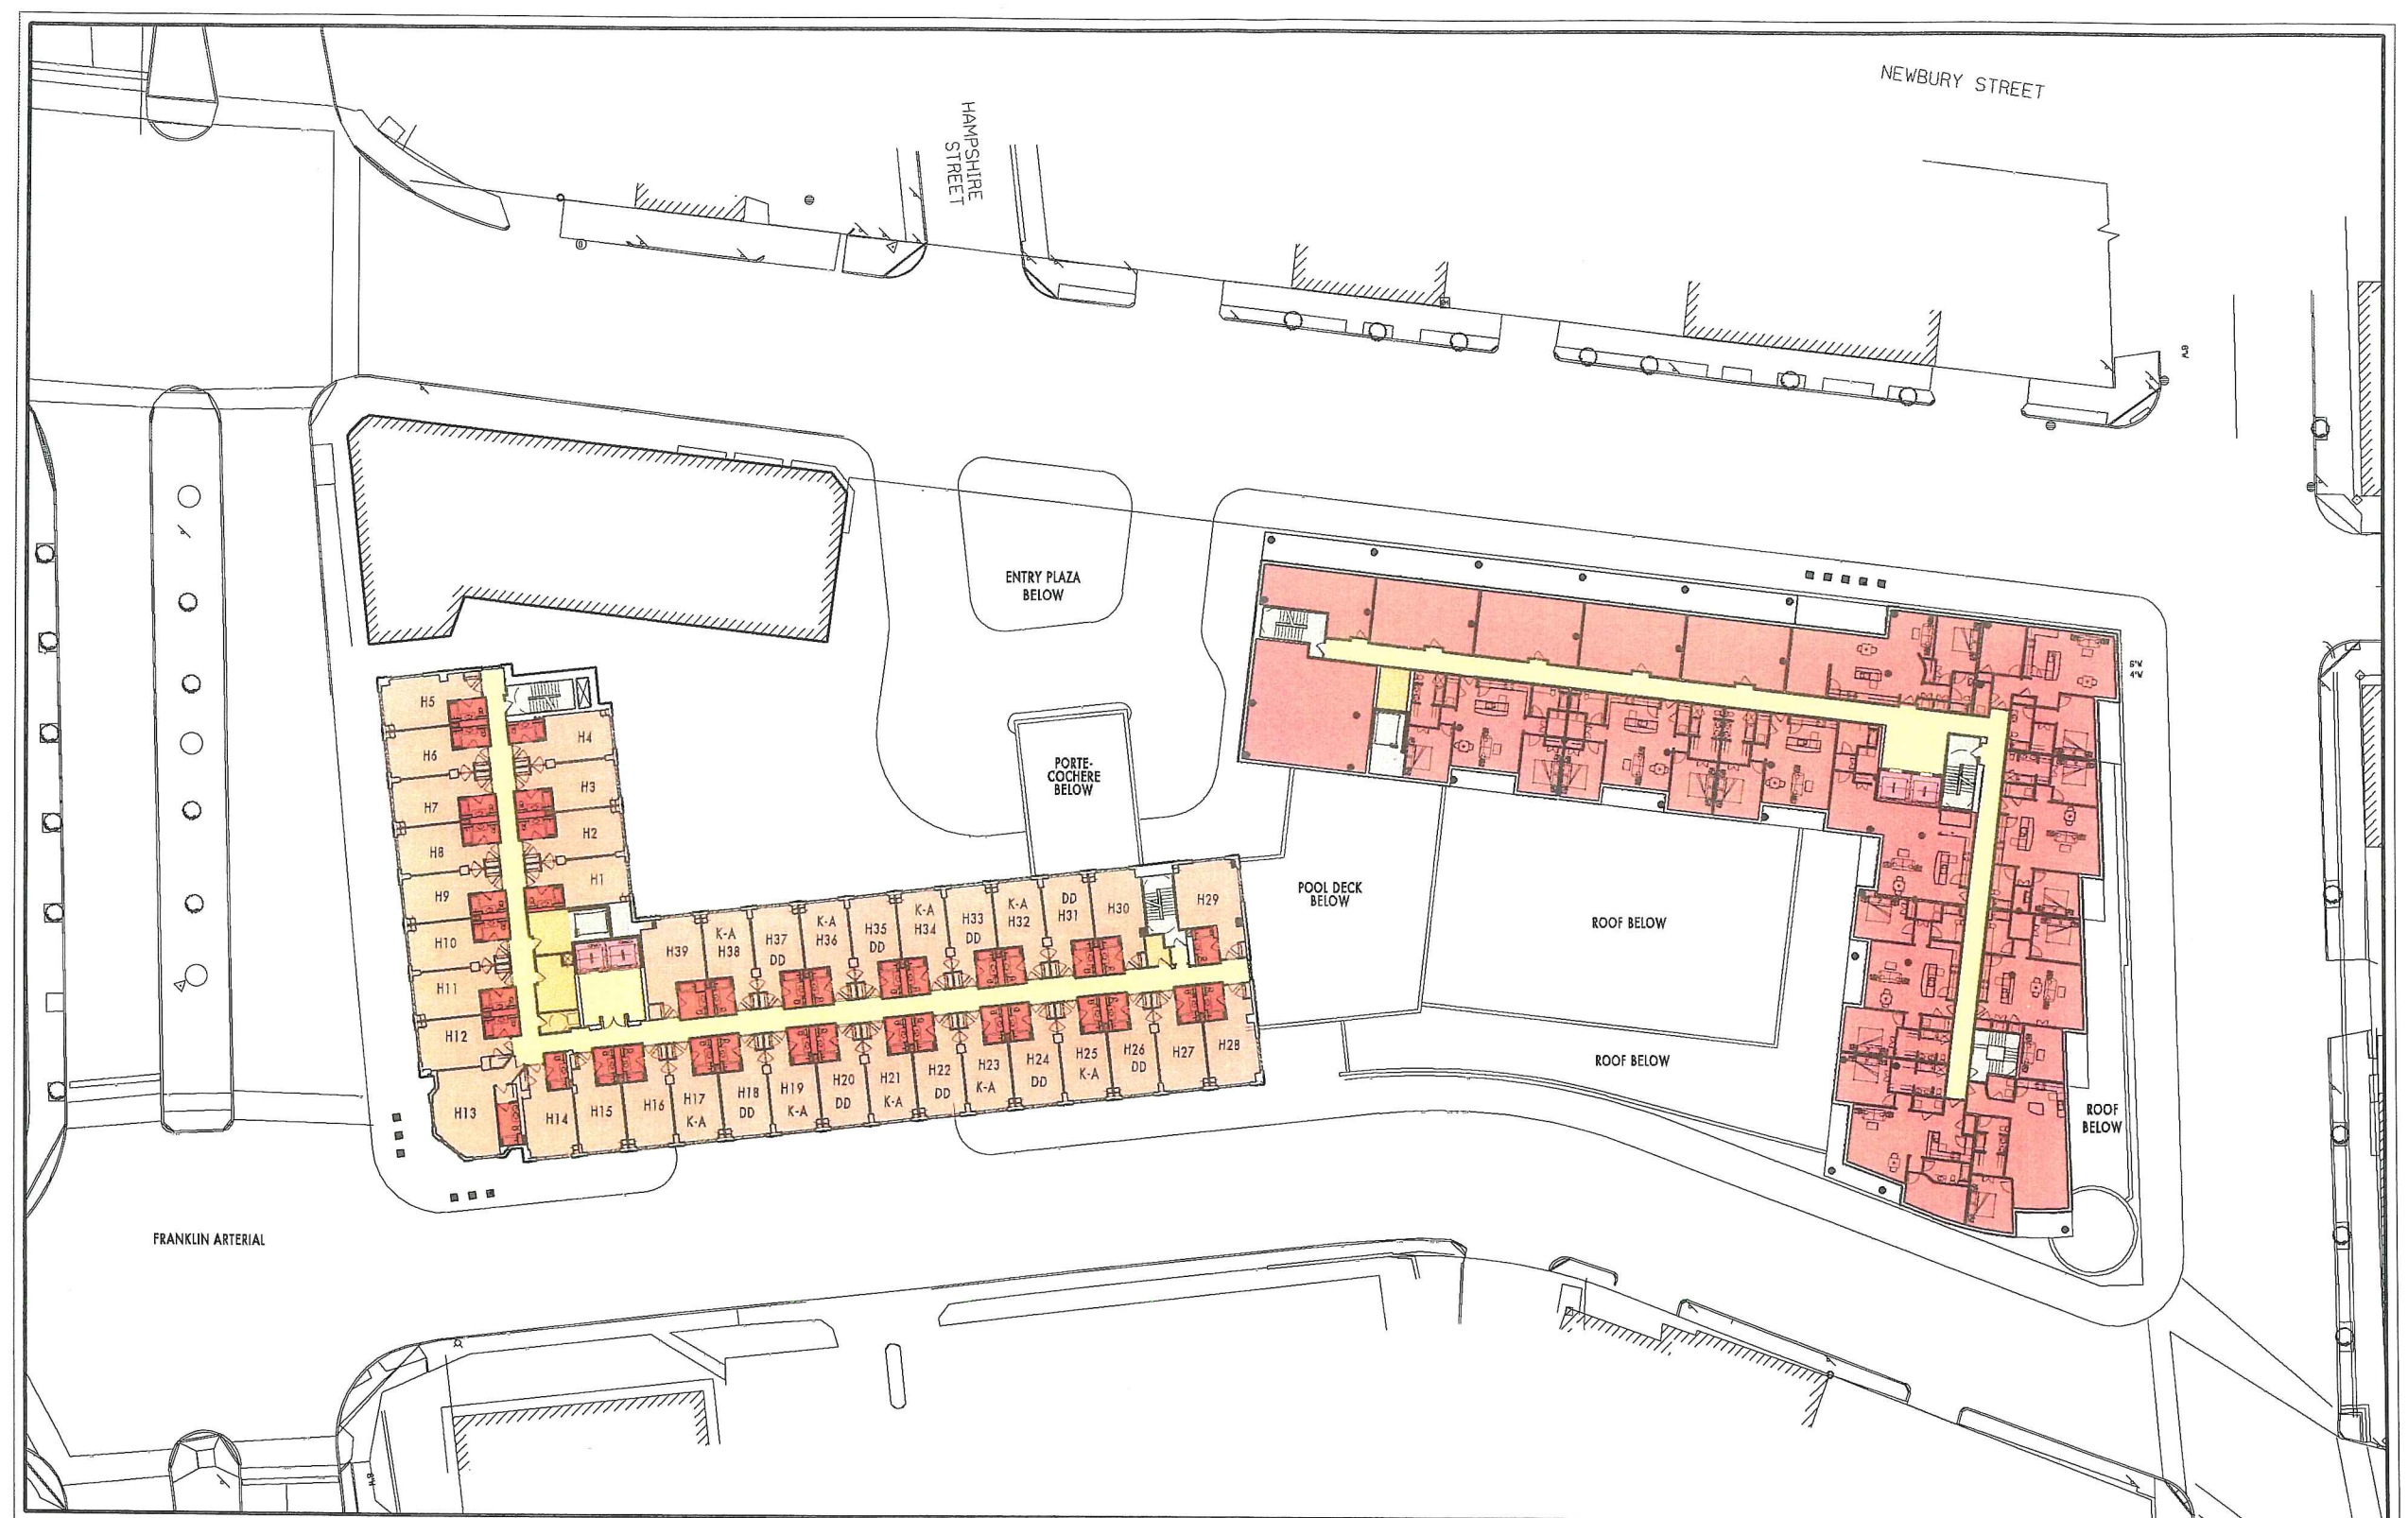 NEWBURY STREET
HAMPSHIRE
STREET
ENTRY PLAZA
BELOW
PORTE-
COCHERE
BELOW
POOL DECK
BELOW
ROOF BELOW
ROOF BELOW
ROOF
BELOW
FRANKLIN ARTERIAL
H5
H4
H6
H3
H7
H2
H8
H1
H9
H10
H11
H12
H13
H39
K-A
H38
H37
DD
K-A
H36
H35
DD
K-A
H34
H33
DD
K-A
H32
DD
H31
H30
H29
H14
H15
H16
H17
K-A
H18
DD
H19
K-A
H20
DD
H21
K-A
H22
DD
H23
K-A
H24
DD
H25
K-A
H26
DD
H27
H28
6"W
4"W